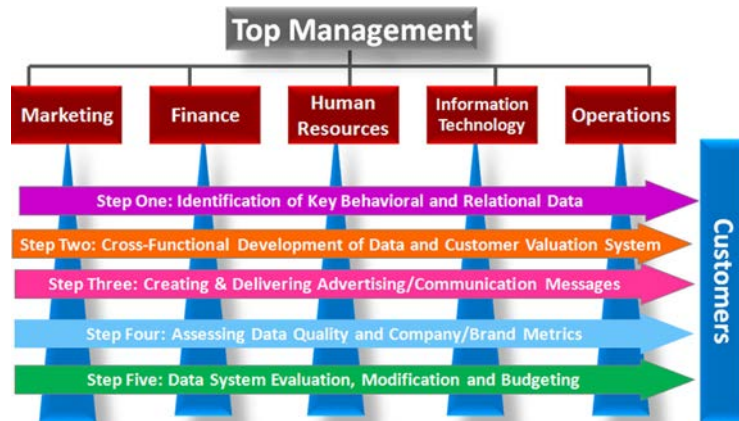 Top Management
Marketing
Finance
Human
Resources
Information
Technology
Operations
Step One: Identification of Key Behavioral and Relational Data
Step Two: Cross-Functional Development of Data and Customer Valuation System
Step Three: Creating & Delivering Advertising/Communication Messages
Step Four: Assessing Data Quality and Company/Brand Metrics
Step Five: Data System Evaluation, Modification and Budgeting
Customers